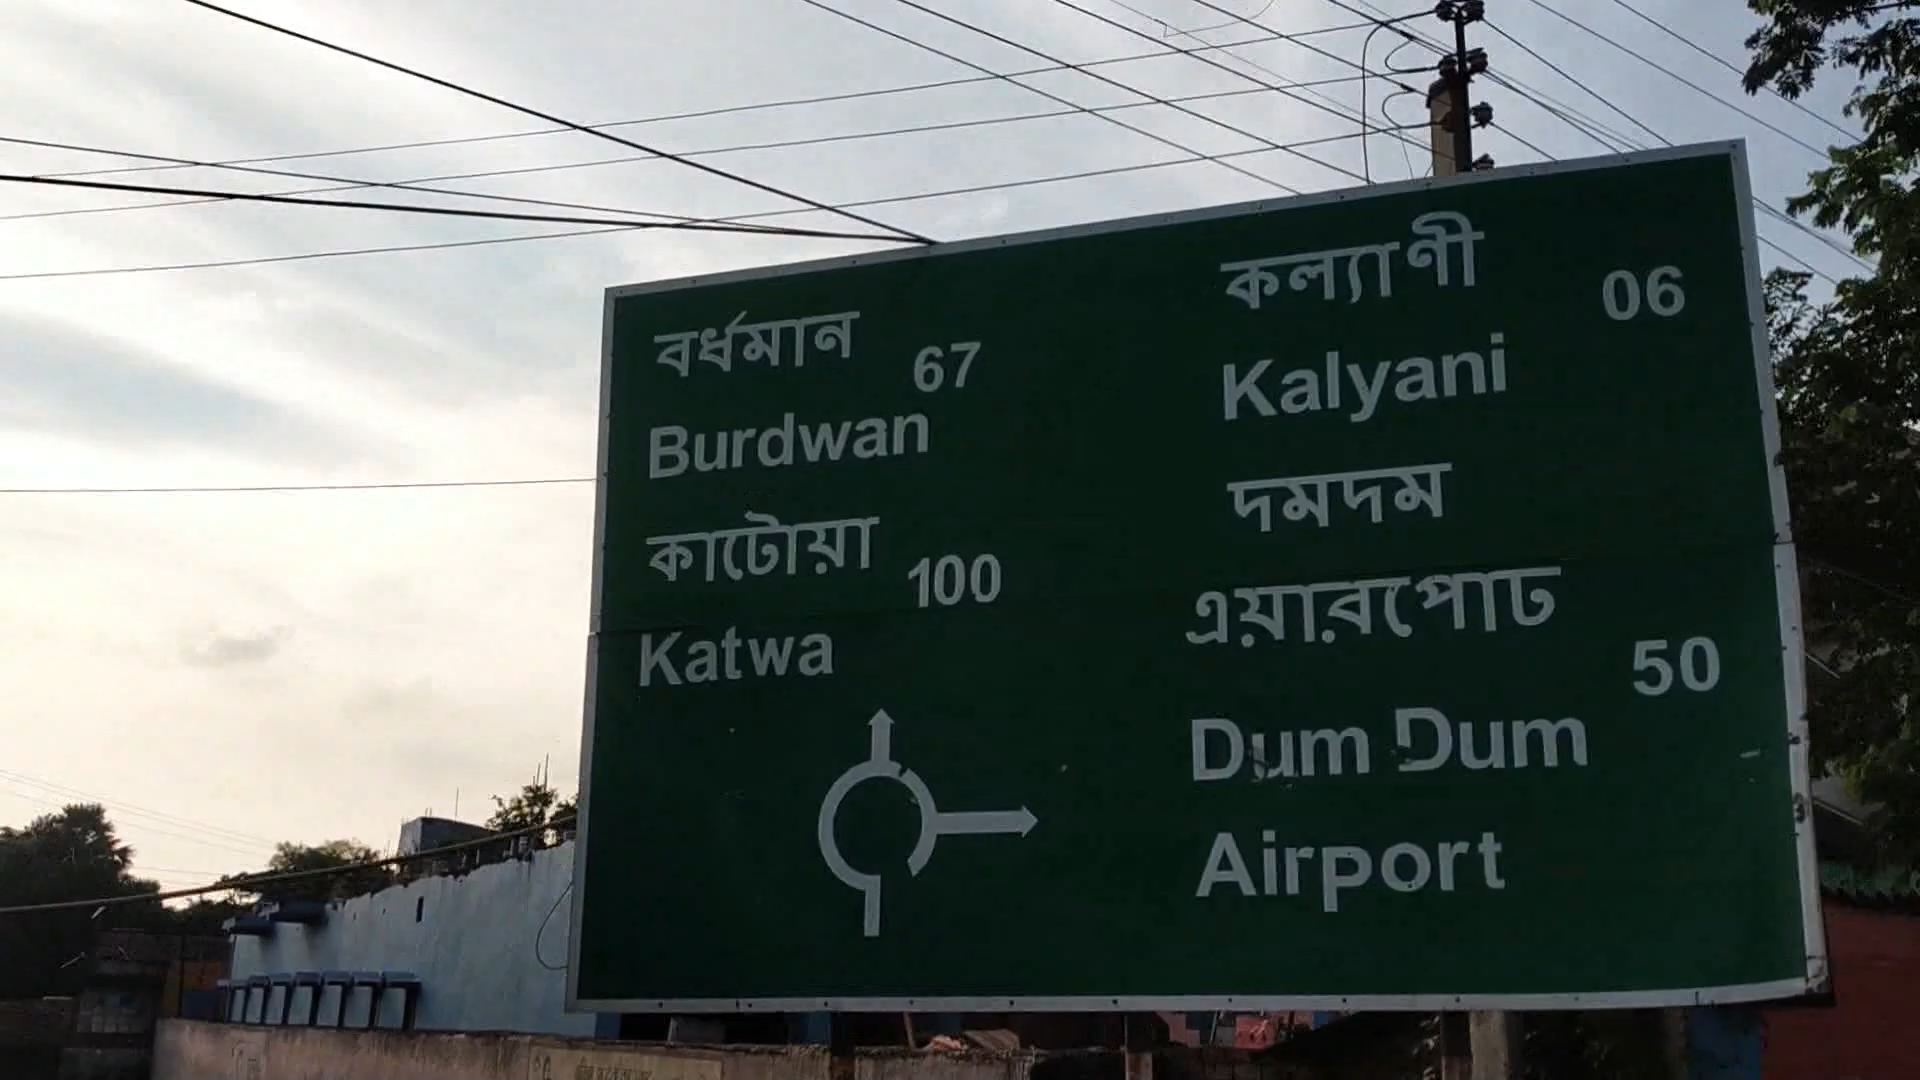 বর্ধমান 67
Burdwan
কাটোয়া 100
Katwa
কল্যাণী 06
Kalyani
দমদম
এয়ারপোট 50
Dum Dum
Airport